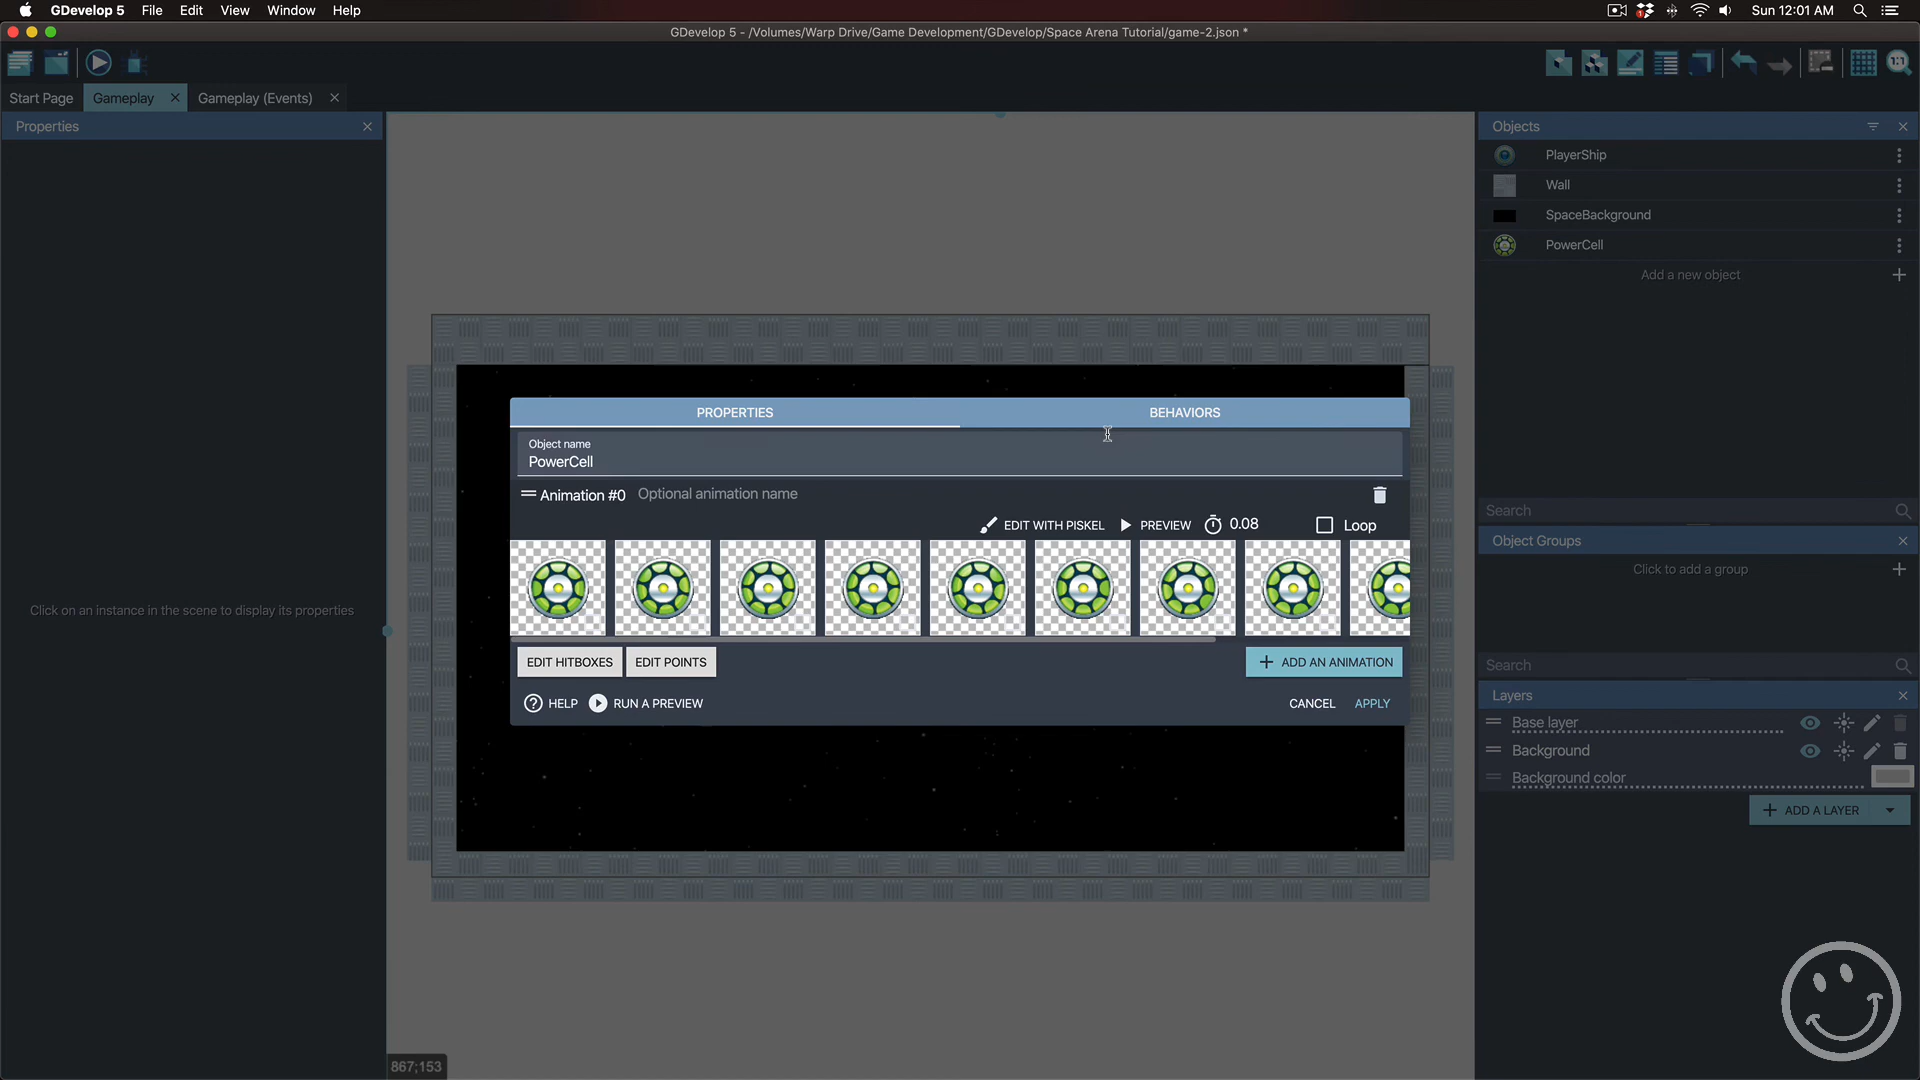 GDevelop 5 File Edit View Window Help Sun 12:01 AM
GDevelop 5 - /Volumes/Warp Drive/Game Development/GDevelop/Space Arena Tutorial/game-2.json *
1:1
Start Page Gameplay Gameplay (Events)
Properties
Click on an instance in the scene to display its properties
PROPERTIES BEHAVIORS
Object name
PowerCell
Animation #0 Optional animation name
EDIT WITH PISKEL PREVIEW 0.08 Loop
EDIT HITBOXES EDIT POINTS ADD AN ANIMATION
HELP RUN A PREVIEW CANCEL APPLY
867;153
Objects
PlayerShip
Wall
SpaceBackground
PowerCell
Add a new object
Search
Object Groups
Click to add a group
Search
Layers
Base layer
Background
Background color
ADD A LAYER